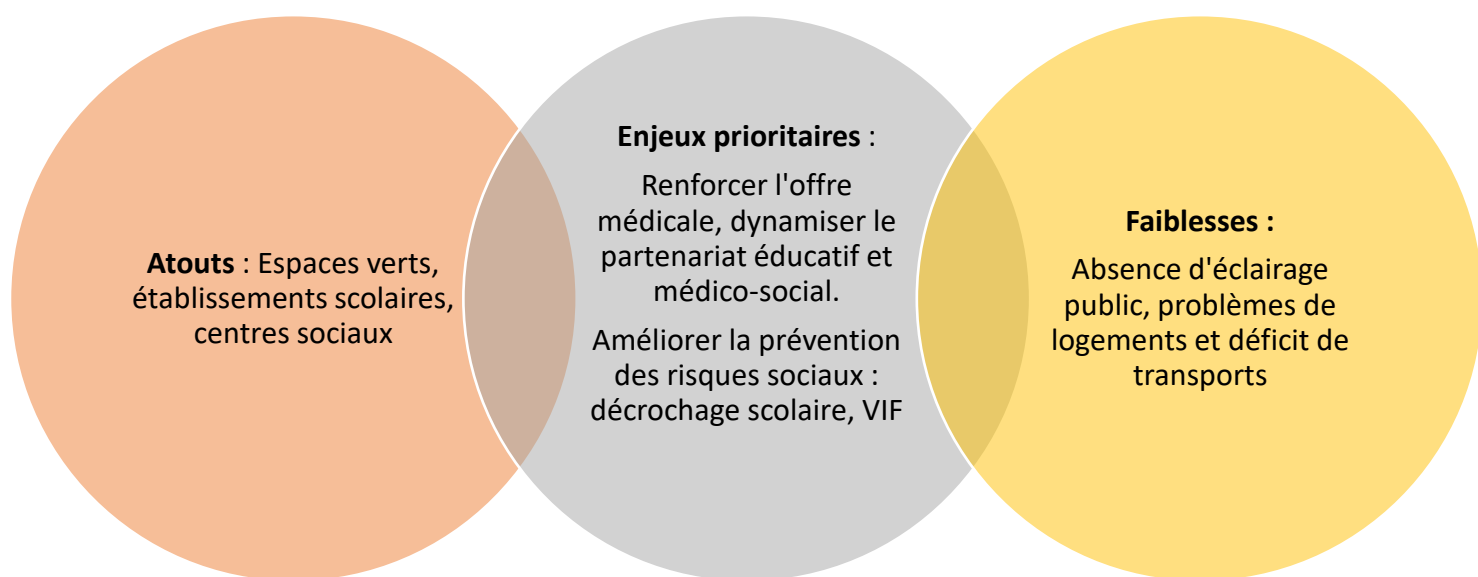 Atouts : Espaces verts,
établissements scolaires,
centres sociaux
Enjeux prioritaires :
Renforcer l'offre
médicale, dynamiser le
partenariat éducatif et
médico-social.
Améliorer la prévention
des risques sociaux :
décrochage scolaire, VIF
Faiblesses :
Absence d'éclairage
public, problèmes de
logements et déficit de
transports